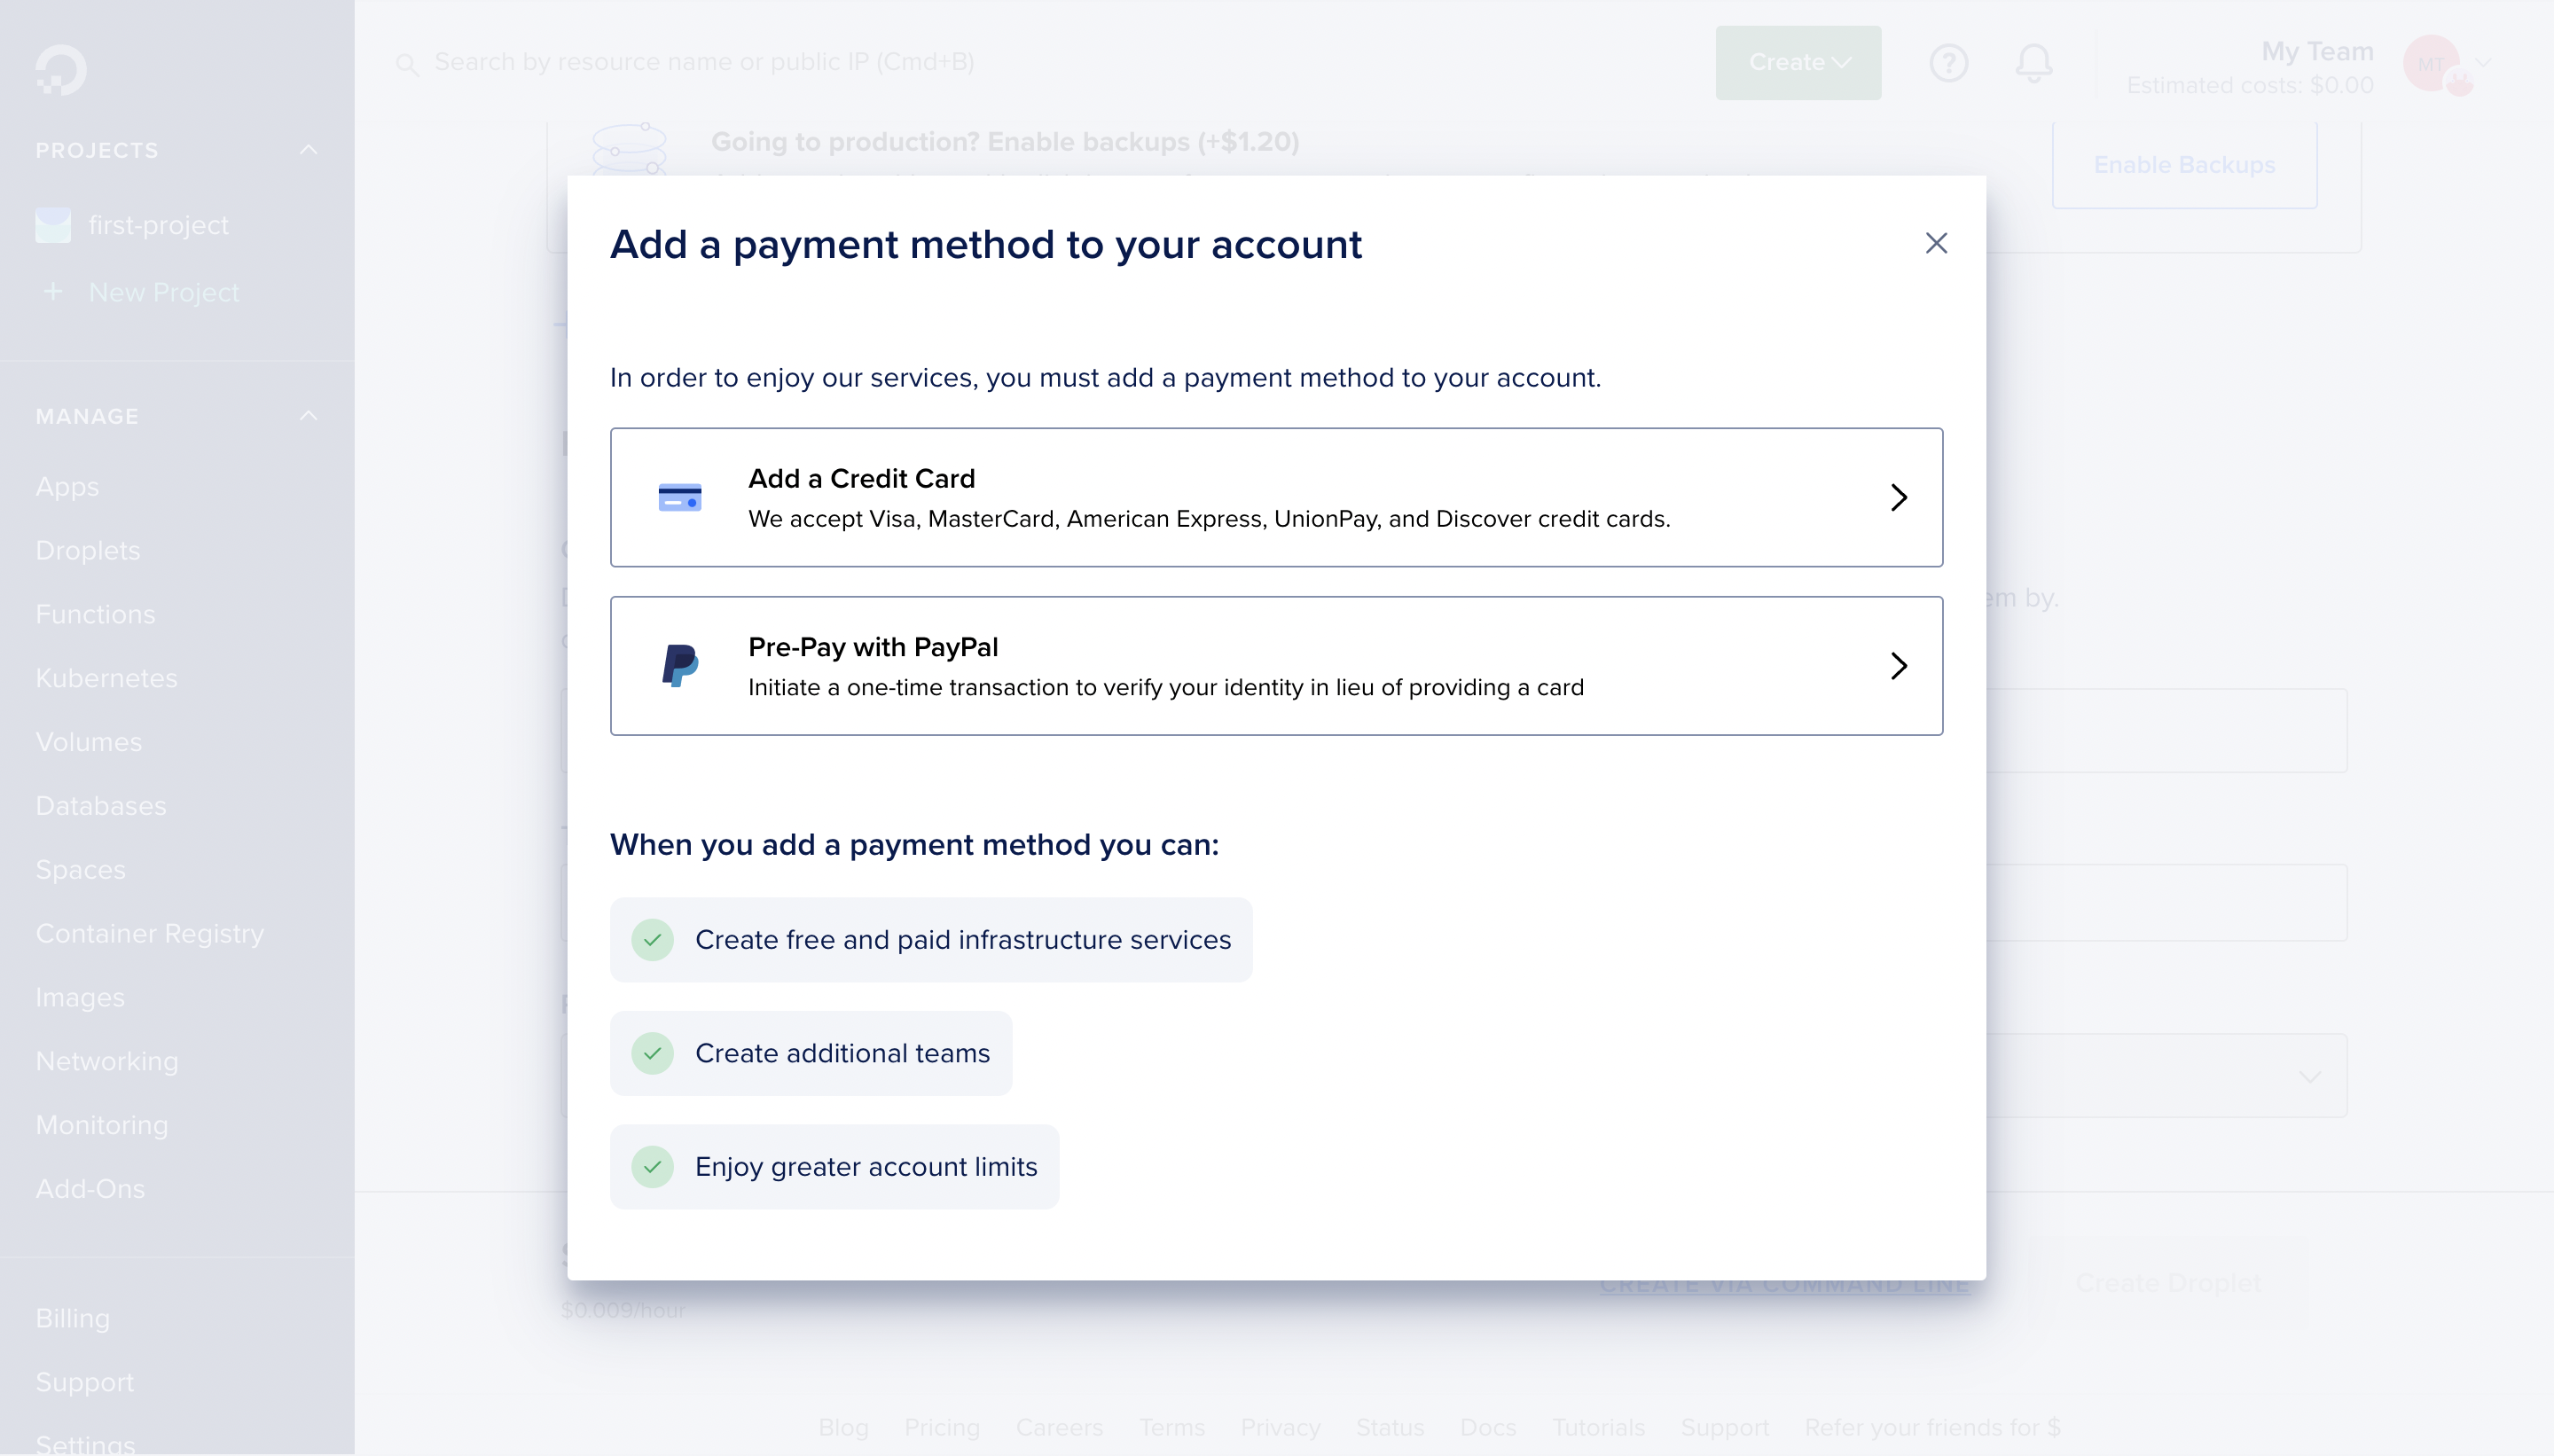 Search by resource name or public IP (Cmd+B)
Create
My Team
Estimated costs: $0.00
MT
PROJECTS
first-project
New Project
MANAGE
Apps
Droplets
Functions
Kubernetes
Volumes
Databases
Spaces
Container Registry
Images
Networking
Monitoring
Add-Ons
Billing
Support
Settings
Going to production? Enable backups (+$1.20)
Enable Backups
Add a payment method to your account
In order to enjoy our services, you must add a payment method to your account.
Add a Credit Card
We accept Visa, MasterCard, American Express, UnionPay, and Discover credit cards.
Pre-Pay with PayPal
Initiate a one-time transaction to verify your identity in lieu of providing a card
When you add a payment method you can:
Create free and paid infrastructure services
Create additional teams
Enjoy greater account limits
by.
$0.009/hour
CREATE VIA COMMAND LINE
Create Droplet
Blog Pricing Careers Terms Privacy Status Docs Tutorials Support Refer your friends for $